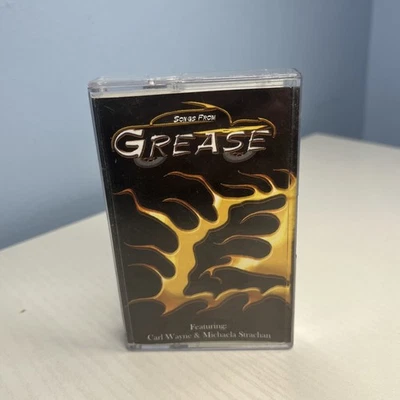 SONGS FROM
GREASE
Featuring:
Carl Wayne & Michaela Strachan